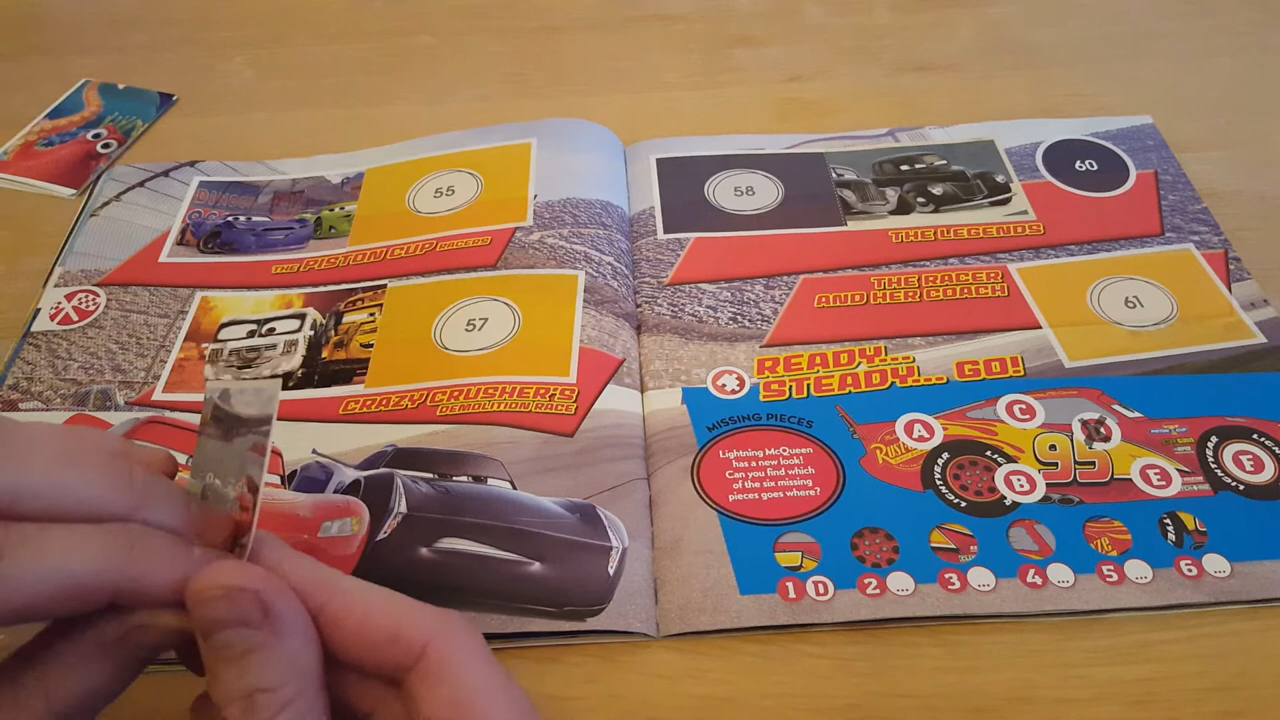 55
THE PISTON CUP RACERS
57
CRAZY CRUSHER'S
DEMOLITION RACE
58
60
THE LEGENDS
THE RACER
AND HER COACH
61
READY...
STEADY... GO!
MISSING PIECES
Lightning McQueen
has a new look!
Can you find which
of the six missing
pieces goes where?
A
C
B
E
F
95
LIGHTYEAR
LIGHTYEAR
1 D
2 ...
3 ...
4 ...
5 ...
6 ...